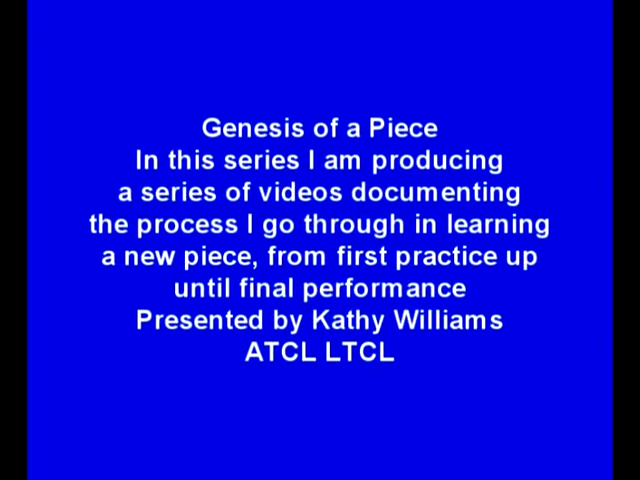 Genesis of a Piece
In this series I am producing
a series of videos documenting
the process I go through in learning
a new piece, from first practice up
until final performance
Presented by Kathy Williams
ATCL LTCL